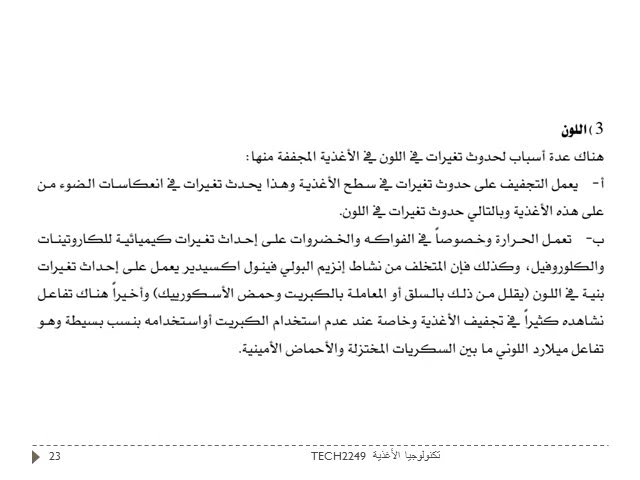 3) اللون
هناك عدة أسباب لحدوث تغيرات في اللون في الأغذية المجففة منها:
أ- يعمل التجفيف على حدوث تغيرات في سطح الأغذية وهذا يحدث تغيرات في انعكاسات الضوء من
على هذه الأغذية وبالتالي حدوث تغيرات في اللون.
ب- تعمل الحرارة وخصوصاً في الفواكه والخضروات على إحداث تغيرات كيميائية للكاروتينات
والكلوروفيل، وكذلك فإن المتخلف من نشاط إنزيم البولي فينول اكسيدير يعمل على إحداث تغيرات
بنية في اللون (يقلل من ذلك بالسلق أو المعاملة بالكبريت وحمض الأسكورييك) وأخيراً هناك تفاعل
نشاهده كثيراً في تجفيف الأغذية وخاصة عند عدم استخدام الكبريت أواستخدامه بنسب بسيطة وهو
تفاعل ميلارد اللوني ما بين السكريات المختزلة والأحماض الأمينية.
23 TECH2249 تكنولوجيا الأغذية